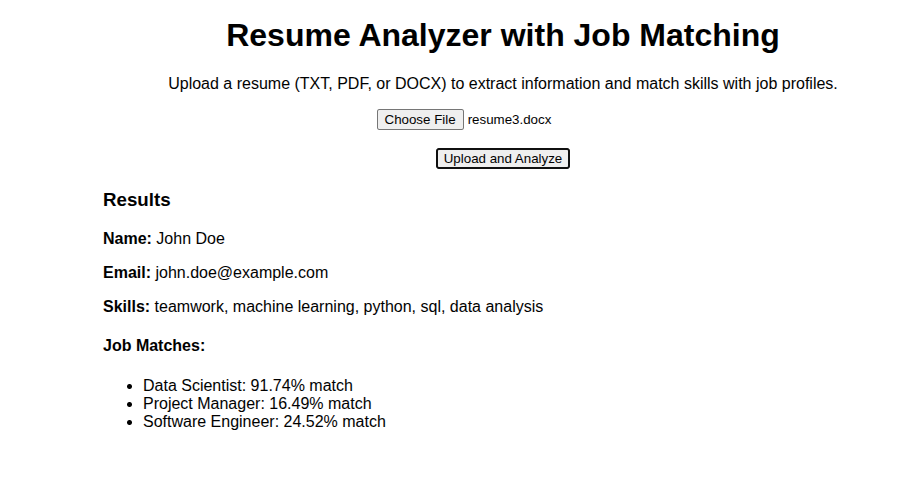 Resume Analyzer with Job Matching
Upload a resume (TXT, PDF, or DOCX) to extract information and match skills with job profiles.
Choose File resume3.docx
Upload and Analyze
Results
Name: John Doe
Email: john.doe@example.com
Skills: teamwork, machine learning, python, sql, data analysis
Job Matches:
• Data Scientist: 91.74% match
• Project Manager: 16.49% match
• Software Engineer: 24.52% match